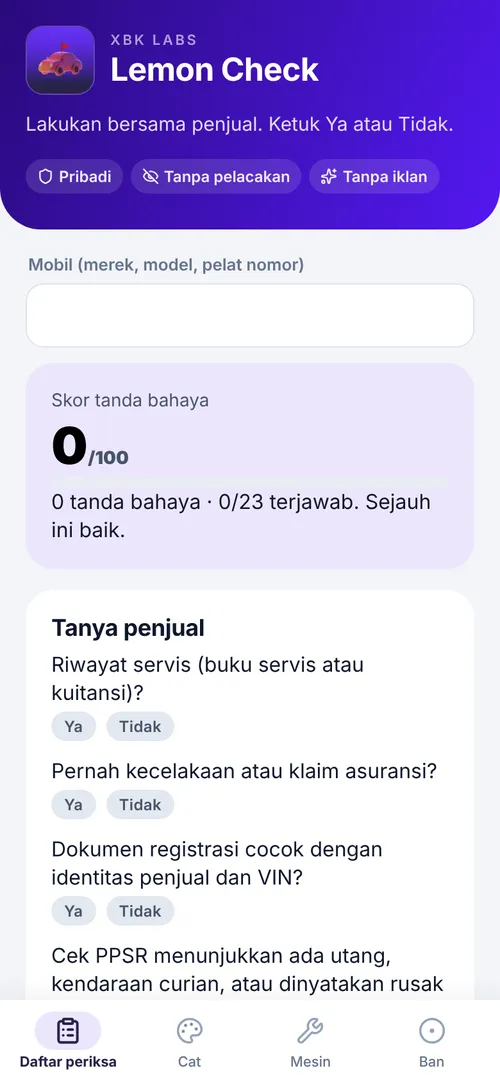 XBK LABS
Lemon Check
Lakukan bersama penjual. Ketuk Ya atau Tidak.
Pribadi
Tanpa pelacakan
Tanpa iklan
Mobil (merek, model, pelat nomor)
Skor tanda bahaya
0/100
0 tanda bahaya · 0/23 terjawab. Sejauh
ini baik.
Tanya penjual
Riwayat servis (buku servis atau
kuitansi)?
Ya Tidak
Pernah kecelakaan atau klaim asuransi?
Ya Tidak
Dokumen registrasi cocok dengan
identitas penjual dan VIN?
Ya Tidak
Cek PPSR menunjukkan ada utang,
kendaraan curian, atau dinyatakan rusak
Daftar periksa Cat Mesin Ban